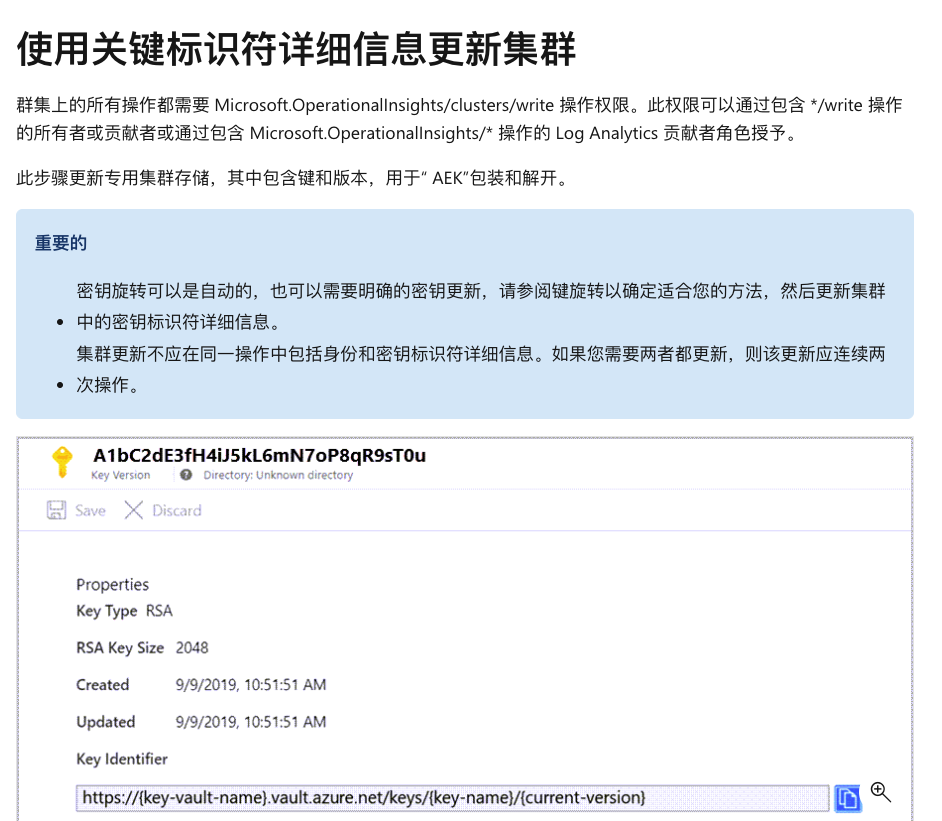 使用关键标识符详细信息更新集群
群集上的所有操作都需要 Microsoft.OperationalInsights/clusters/write 操作权限。此权限可以通过包含 */write 操作
的所有者或贡献者或通过包含 Microsoft.OperationalInsights/* 操作的 Log Analytics 贡献者角色授予。
此步骤更新专用集群存储，其中包含键和版本，用于“ AEK”包装和解开。
重要的
密钥旋转可以是自动的，也可以需要明确的密钥更新，请参阅键旋转以确定适合您的方法，然后更新集群
• 中的密钥标识符详细信息。
集群更新不应在同一操作中包括身份和密钥标识符详细信息。如果您需要两者都更新，则该更新应连续两
• 次操作。
A1bC2dE3fH4iJ5kL6mN7oP8qR9sT0u
Key Version ? Directory: Unknown directory
Save Discard
Properties
Key Type RSA
RSA Key Size 2048
Created 9/9/2019, 10:51:51 AM
Updated 9/9/2019, 10:51:51 AM
Key Identifier
https://{key-vault-name}.vault.azure.net/keys/{key-name}/{current-version}